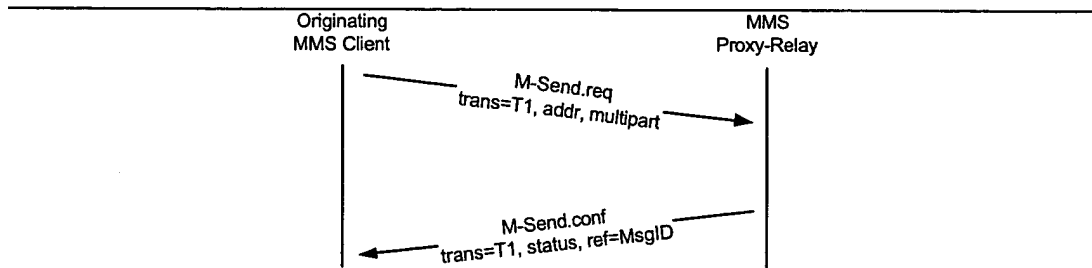 Originating
MMS Client
MMS
Proxy-Relay
M-Send.req
trans=T1, addr, multipart
M-Send.conf
trans=T1, status, ref=MsgID